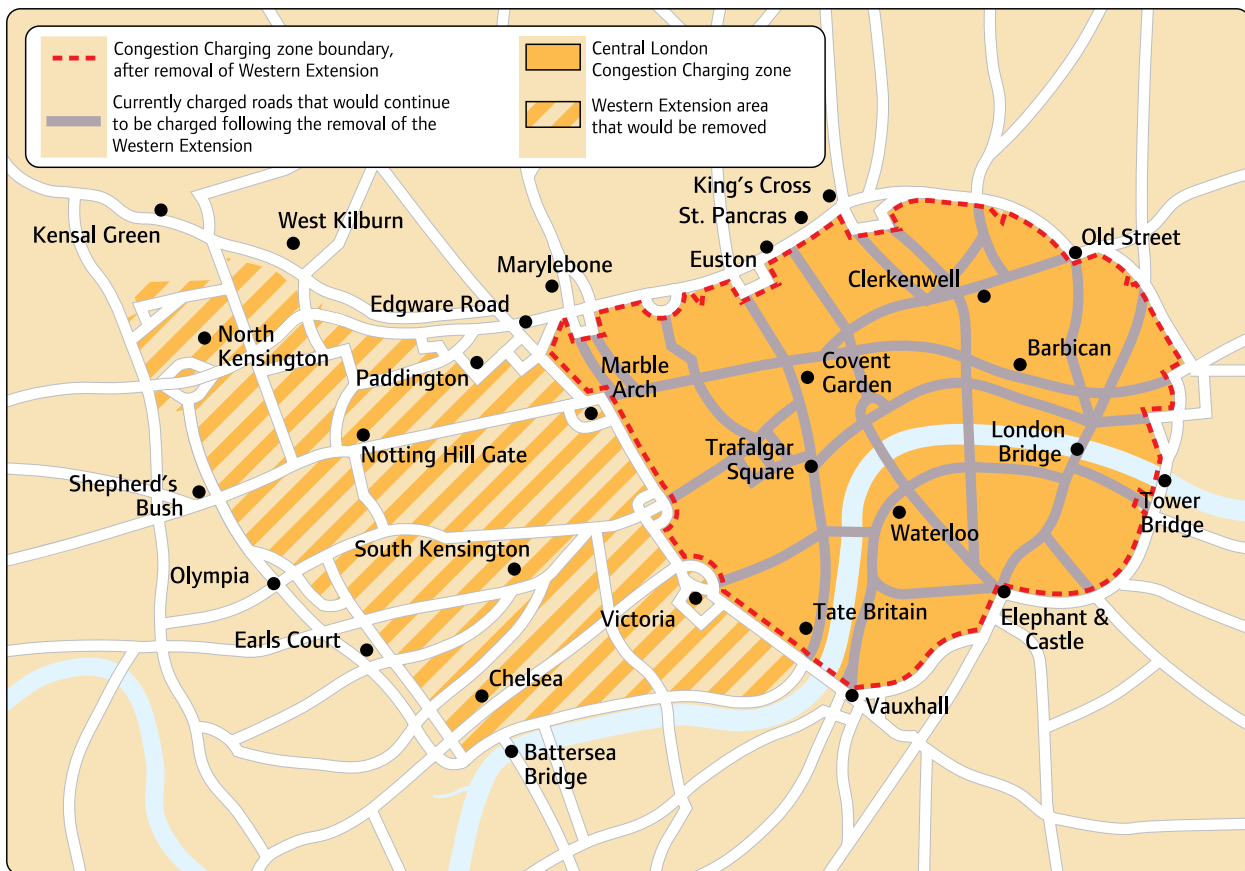 Congestion Charging zone boundary,
after removal of Western Extension
Currently charged roads that would continue
to be charged following the removal of the
Western Extension
Central London
Congestion Charging zone
Western Extension area
that would be removed
King's Cross
St. Pancras
Euston
Kensal Green
West Kilburn
Marylebone
Edgware Road
Old Street
Clerkenwell
North
Kensington
Paddington
Marble
Arch
Covent
Garden
Barbican
Notting Hill Gate
Trafalgar
Square
London
Bridge
Shepherd's
Bush
Tower
Bridge
Waterloo
South Kensington
Olympia
Victoria
Tate Britain
Elephant &
Castle
Earls Court
Chelsea
Vauxhall
Battersea
Bridge